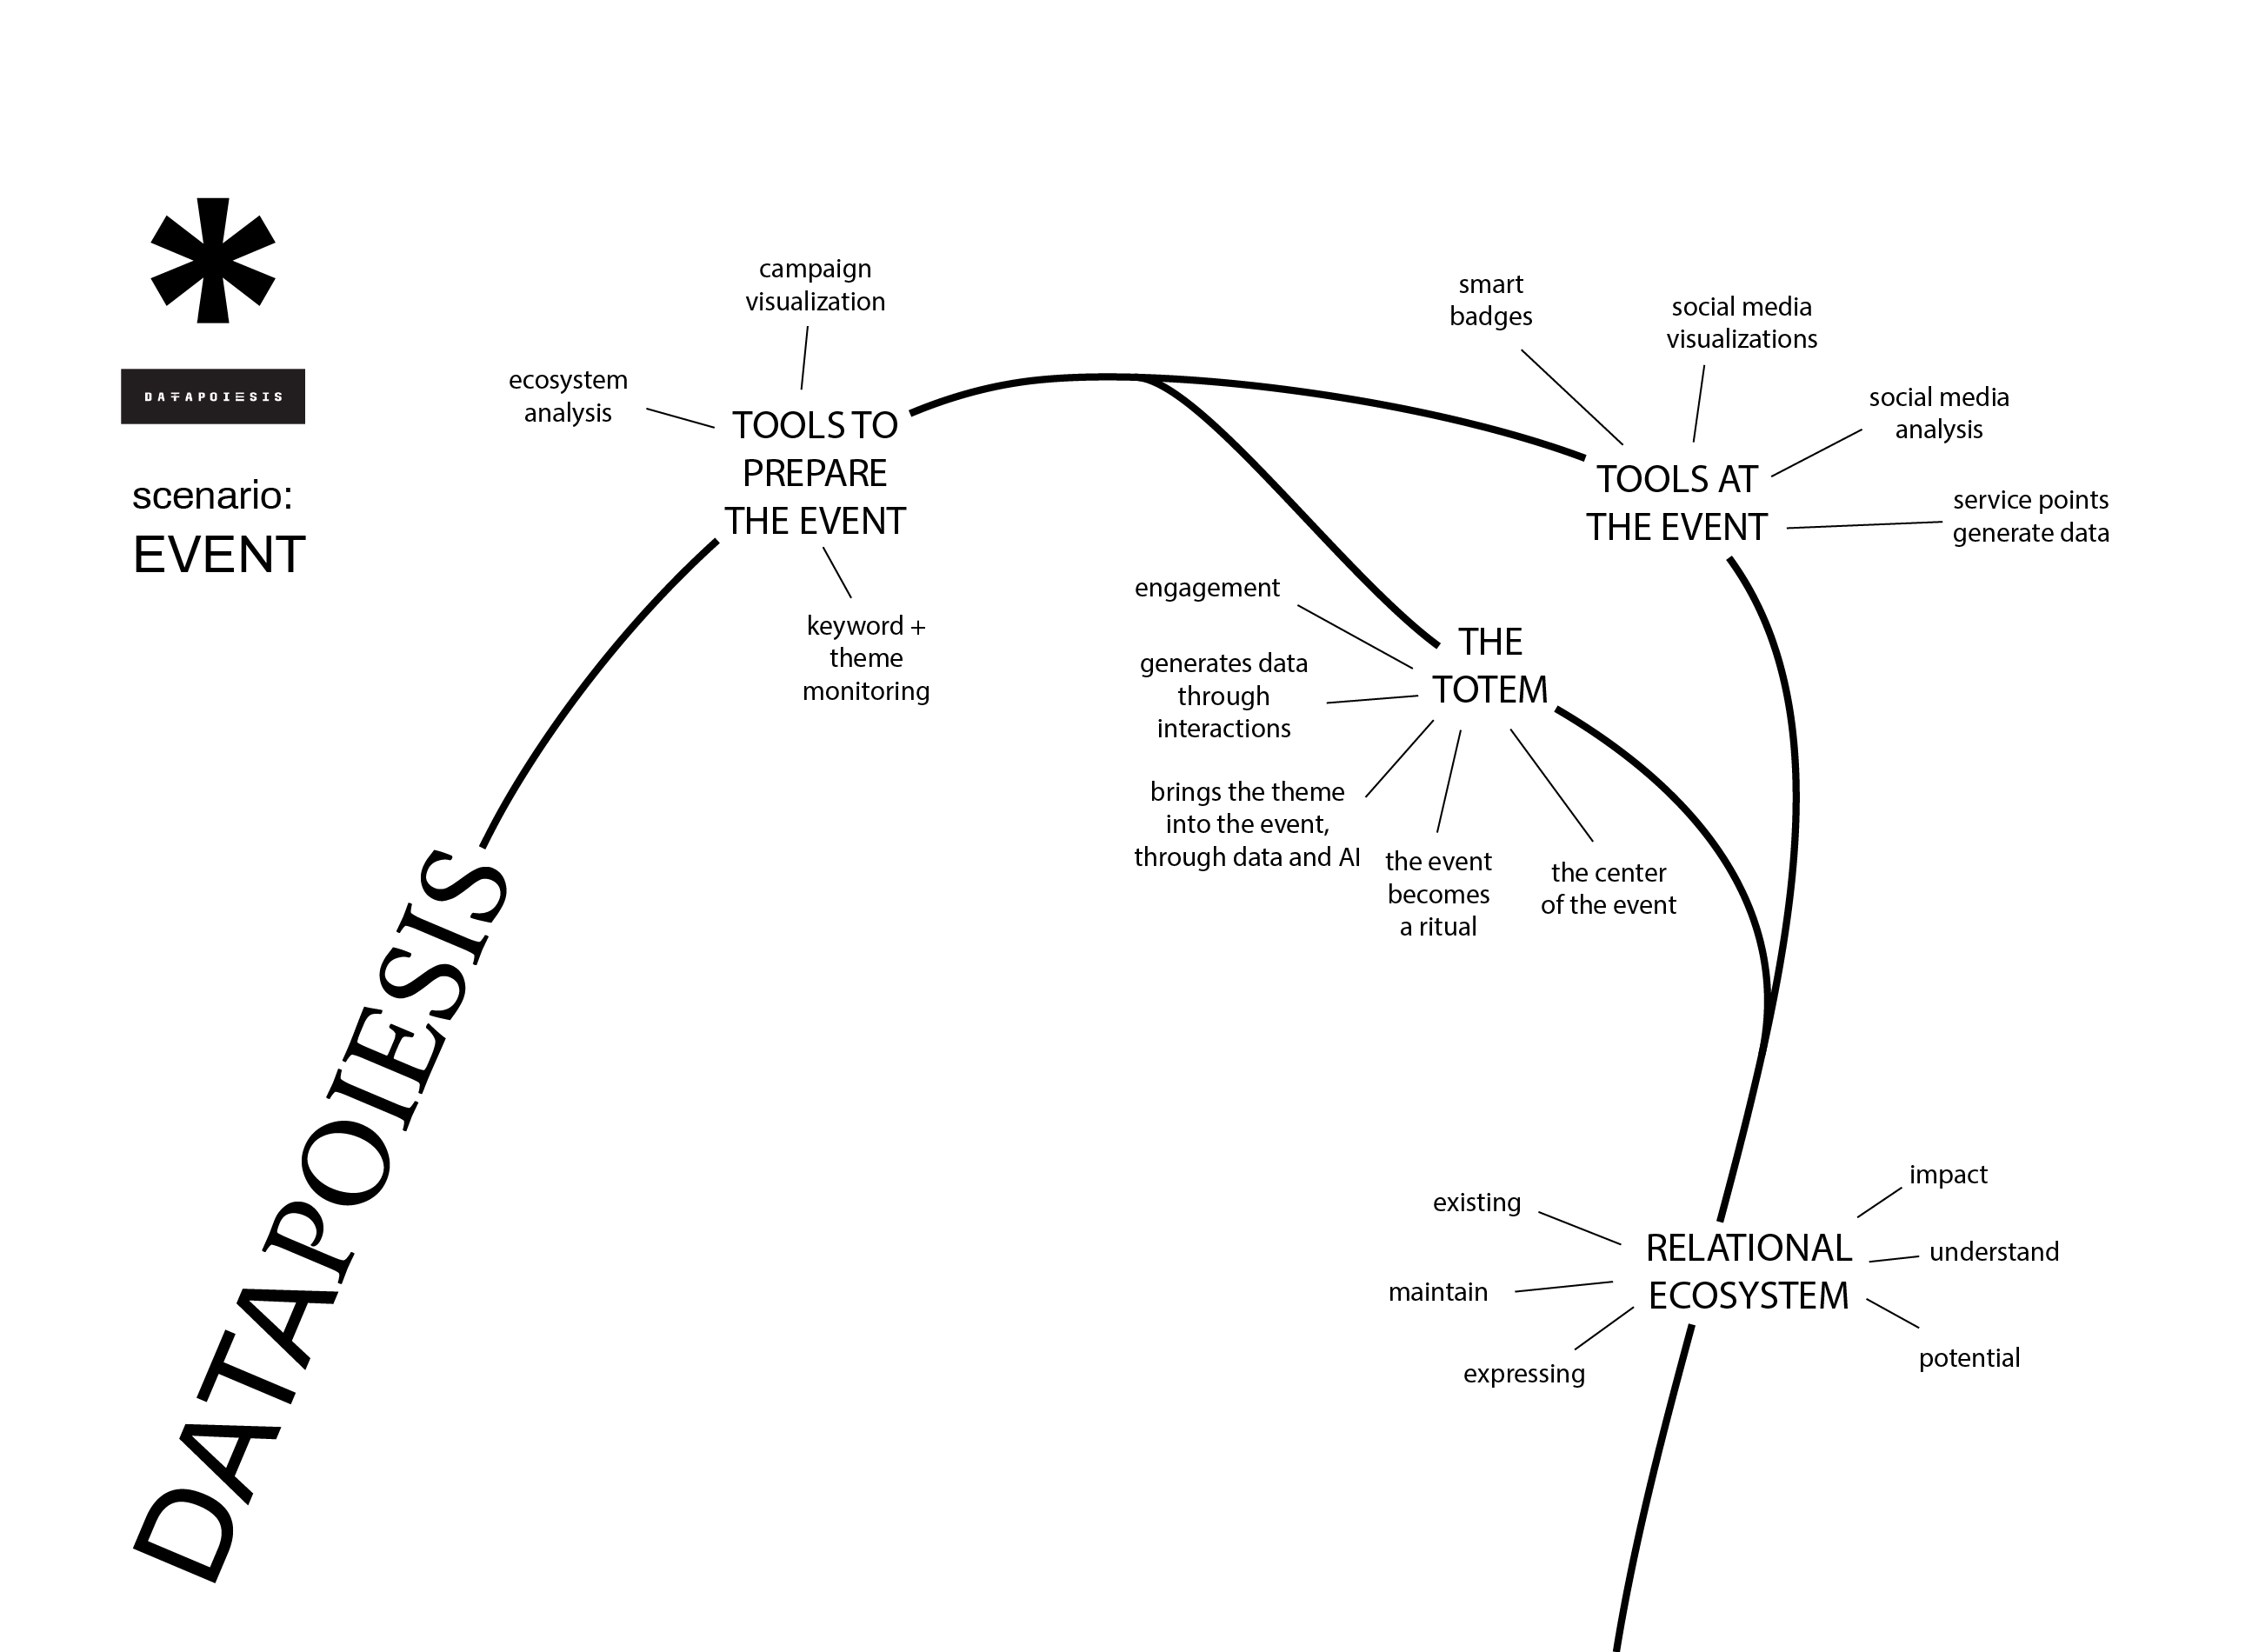 DATAPOIESIS
scenario:
EVENT
DATAPOIESIS
campaign
visualization
ecosystem
analysis
TOOLS TO
PREPARE
THE EVENT
keyword +
theme
monitoring
smart
badges
social media
visualizations
social media
analysis
service points
generate data
TOOLS AT
THE EVENT
engagement
generates data
through
interactions
brings the theme
into the event,
through data and AI
the event
becomes
a ritual
the center
of the event
THE
TOTEM
existing
maintain
expressing
RELATIONAL
ECOSYSTEM
impact
understand
potential